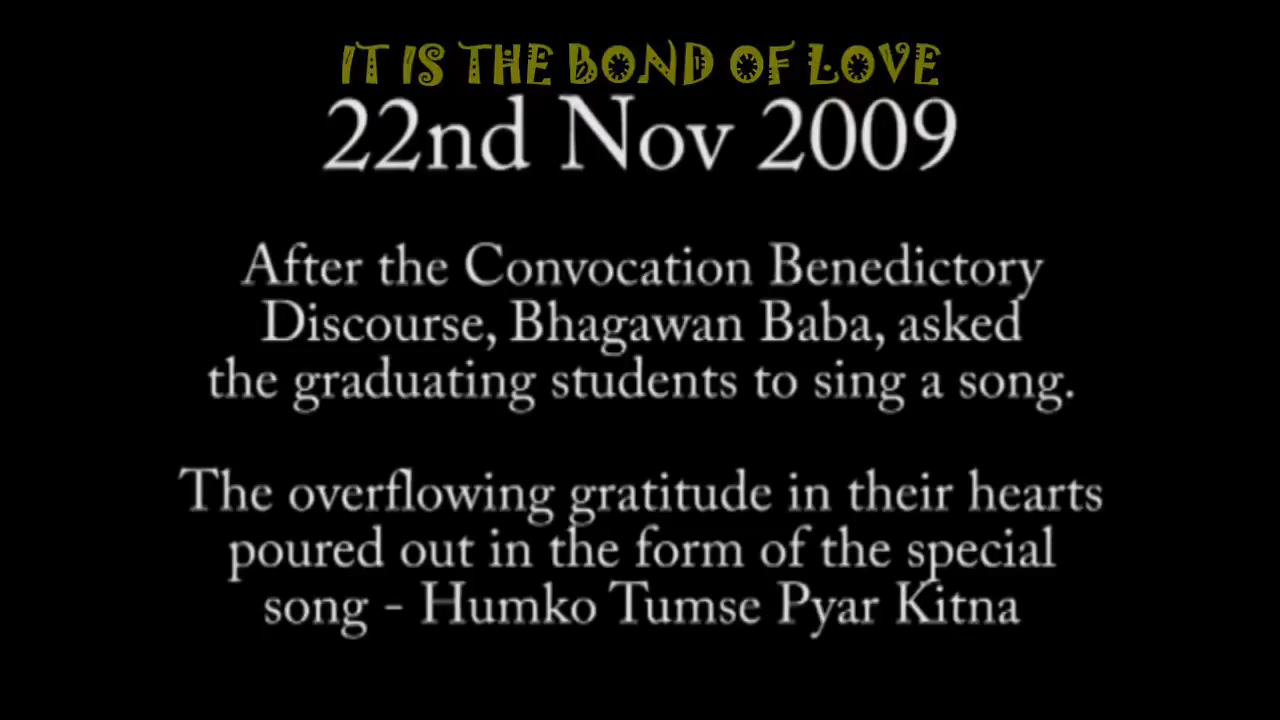 IT IS THE BOND OF LOVE
22nd Nov 2009
After the Convocation Benedictory
Discourse, Bhagawan Baba, asked
the graduating students to sing a song.
The overflowing gratitude in their hearts
poured out in the form of the special
song - Humko Tumse Pyar Kitna